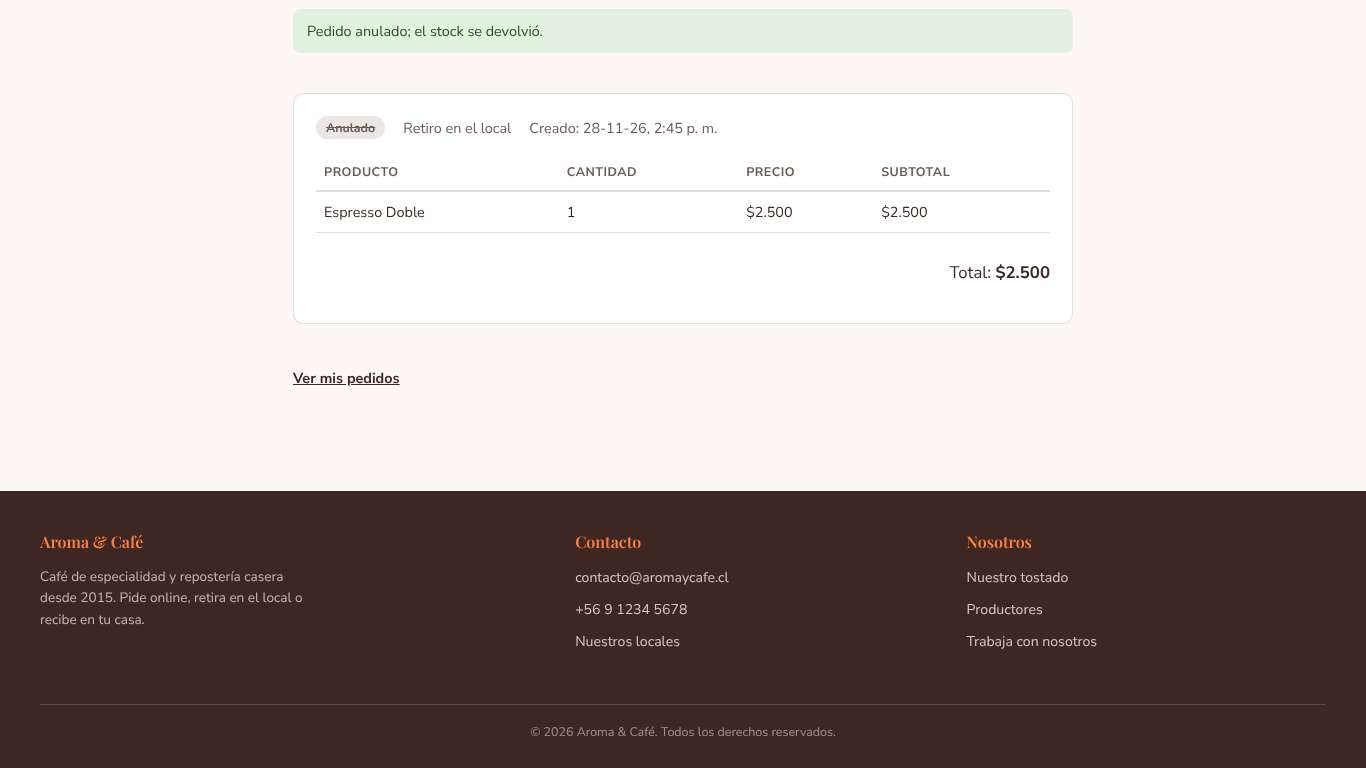 Pedido anulado; el stock se devolvió.
Anulado Retiro en el local Creado: 28-11-26, 2:45 p. m.
PRODUCTO CANTIDAD PRECIO SUBTOTAL
Espresso Doble 1 $2.500 $2.500
Total: $2.500
Ver mis pedidos
Aroma & Café
Café de especialidad y repostería casera
desde 2015. Pide online, retira en el local o
recibe en tu casa.
Contacto
contacto@aromaycafe.cl
+56 9 1234 5678
Nuestros locales
Nosotros
Nuestro tostado
Productores
Trabaja con nosotros
© 2026 Aroma & Café. Todos los derechos reservados.